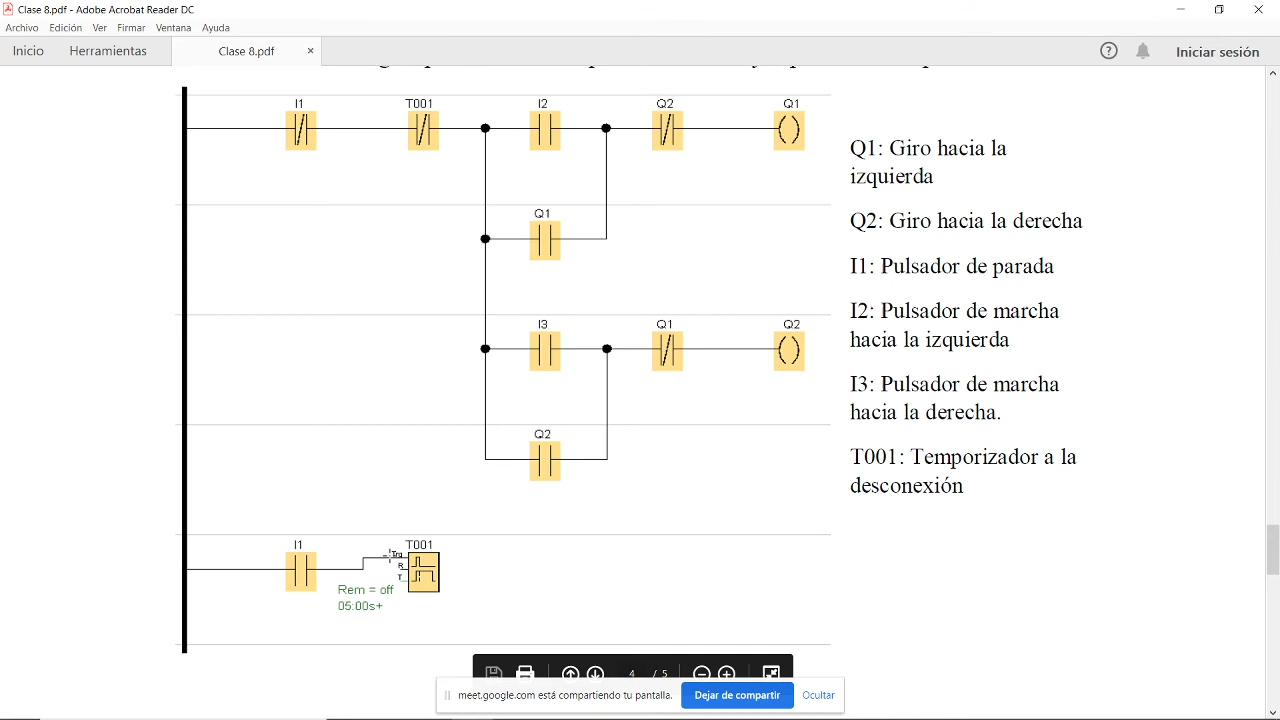 Clase 8.pdf - Adobe Acrobat Reader DC
Archivo Edición Ver Firmar Ventana Ayuda
Inicio Herramientas Clase 8.pdf × ? Iniciar sesión
I1 T001 I2 Q2 Q1
Q1
I3 Q1 Q2
Q2
I1 T001
Trg
R
T
Rem = off
05:00s+
Q1: Giro hacia la
izquierda
Q2: Giro hacia la derecha
I1: Pulsador de parada
I2: Pulsador de marcha
hacia la izquierda
I3: Pulsador de marcha
hacia la derecha.
T001: Temporizador a la
desconexión
4 / 5
meet.google.com está compartiendo tu pantalla. Dejar de compartir Ocultar